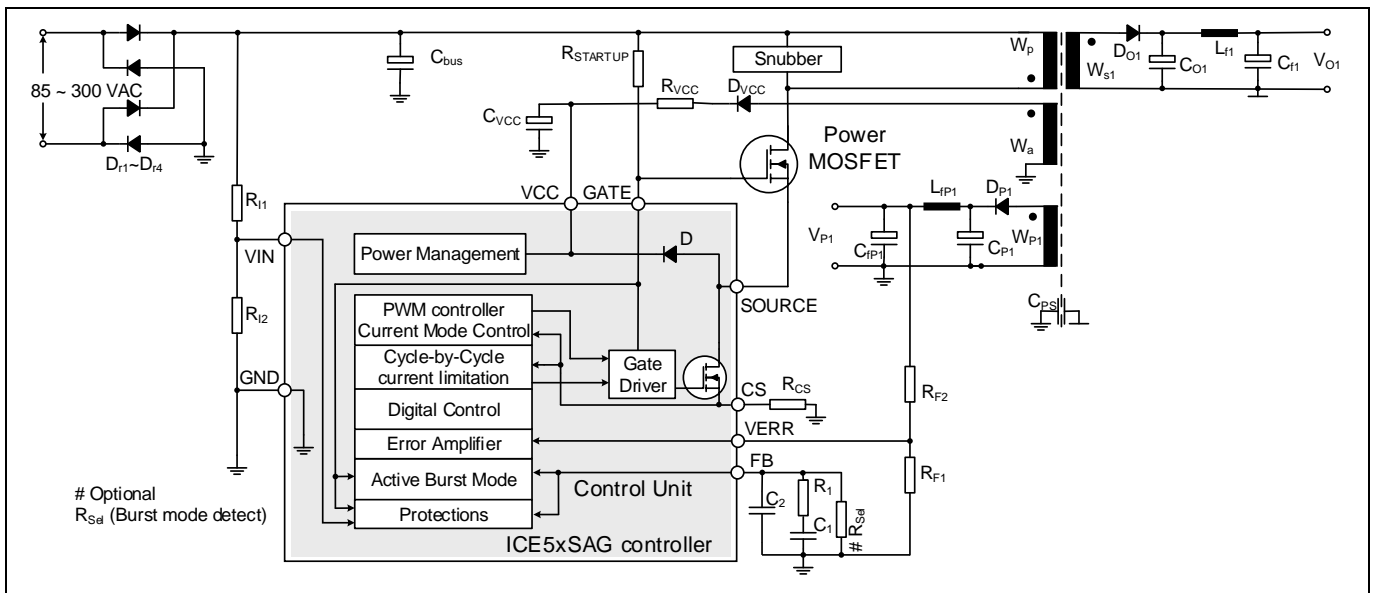 85 ~ 300 VAC
Dr1~Dr4
Cbus
RSTARTUP
Snubber
Wp
Ws1
DO1
CO1
Lf1
Cf1
VO1
RVCC
DVCC
CVCC
Wa
Power
MOSFET
VCC
GATE
RI1
VIN
RI2
GND
Power Management
D
SOURCE
LfP1
DP1
VP1
CfP1
CP1
WP1
CPS
PWM controller
Current Mode Control
Cycle-by-Cycle
current limitation
Digital Control
Error Amplifier
Active Burst Mode
Protections
Gate
Driver
CS
RCS
VERR
FB
RF2
RF1
Control Unit
C2
R1
C1
# RSel
# Optional
RSel (Burst mode detect)
ICE5xSAG controller